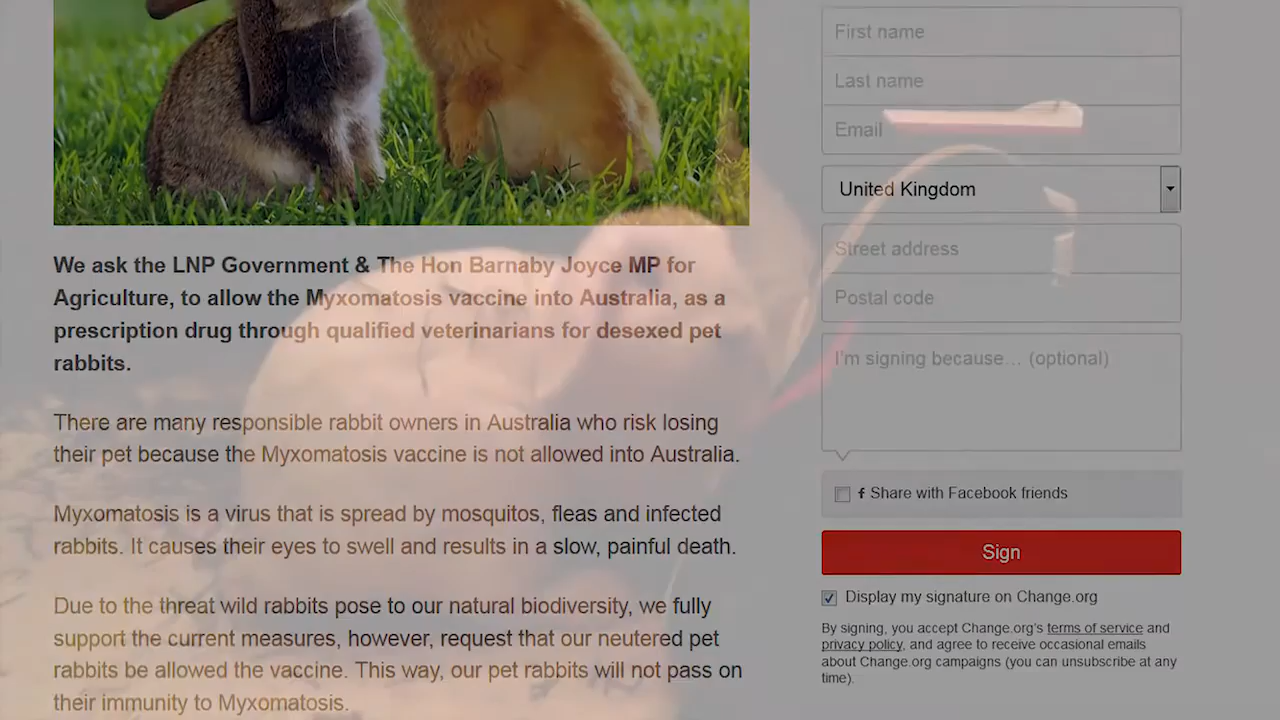 We ask the LNP Government & The Hon Barnaby Joyce MP for
Agriculture, to allow the Myxomatosis vaccine into Australia, as a
prescription drug through qualified veterinarians for desexed pet
rabbits.
There are many responsible rabbit owners in Australia who risk losing
their pet because the Myxomatosis vaccine is not allowed into Australia.
Myxomatosis is a virus that is spread by mosquitos, fleas and infected
rabbits. It causes their eyes to swell and results in a slow, painful death.
Due to the threat wild rabbits pose to our natural biodiversity, we fully
support the current measures, however, request that our neutered pet
rabbits be allowed the vaccine. This way, our pet rabbits will not pass on
their immunity to Myxomatosis.
First name
Last name
Email
United Kingdom
Street address
Postal code
I'm signing because... (optional)
f Share with Facebook friends
Sign
Display my signature on Change.org
By signing, you accept Change.org's terms of service and
privacy policy, and agree to receive occasional emails
about Change.org campaigns (you can unsubscribe at any
time).